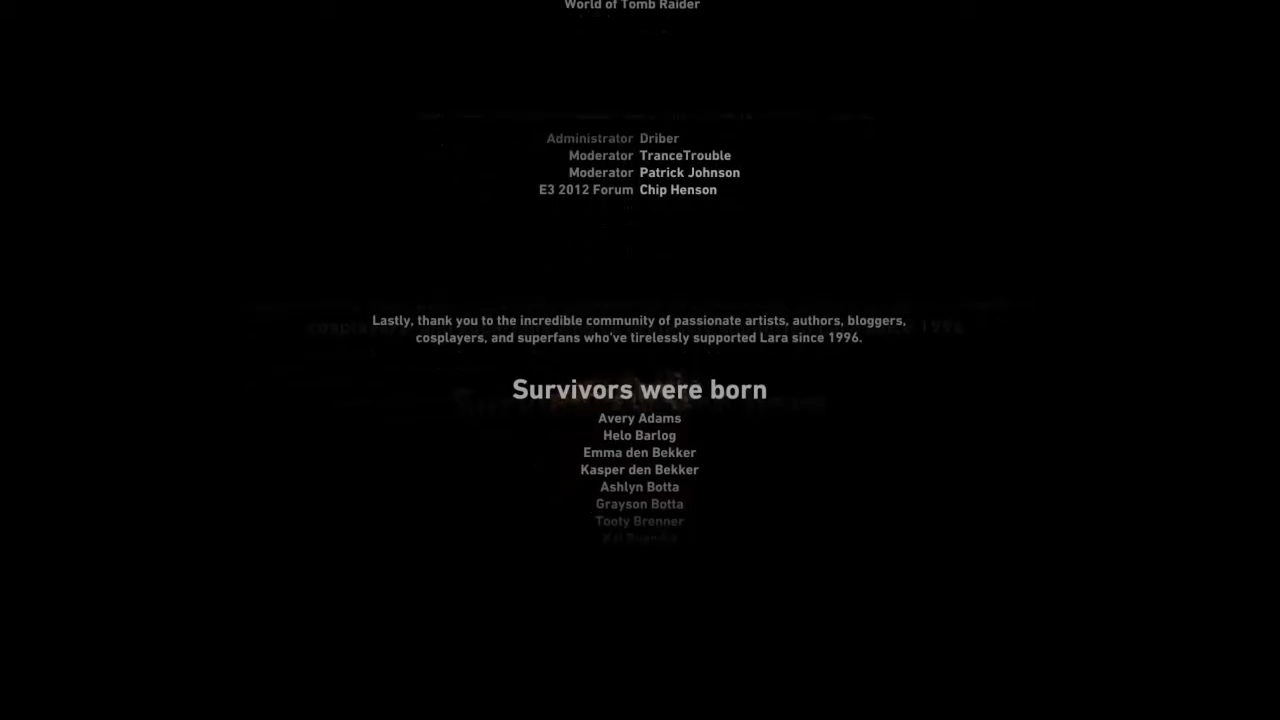 World of Tomb Raider
Administrator Driber
Moderator TranceTrouble
Moderator Patrick Johnson
E3 2012 Forum Chip Henson
Lastly, thank you to the incredible community of passionate artists, authors, bloggers,
cosplayers, and superfans who've tirelessly supported Lara since 1996.
Survivors were born
Avery Adams
Helo Barlog
Emma den Bekker
Kasper den Bekker
Ashlyn Botta
Grayson Botta
Tooty Brenner